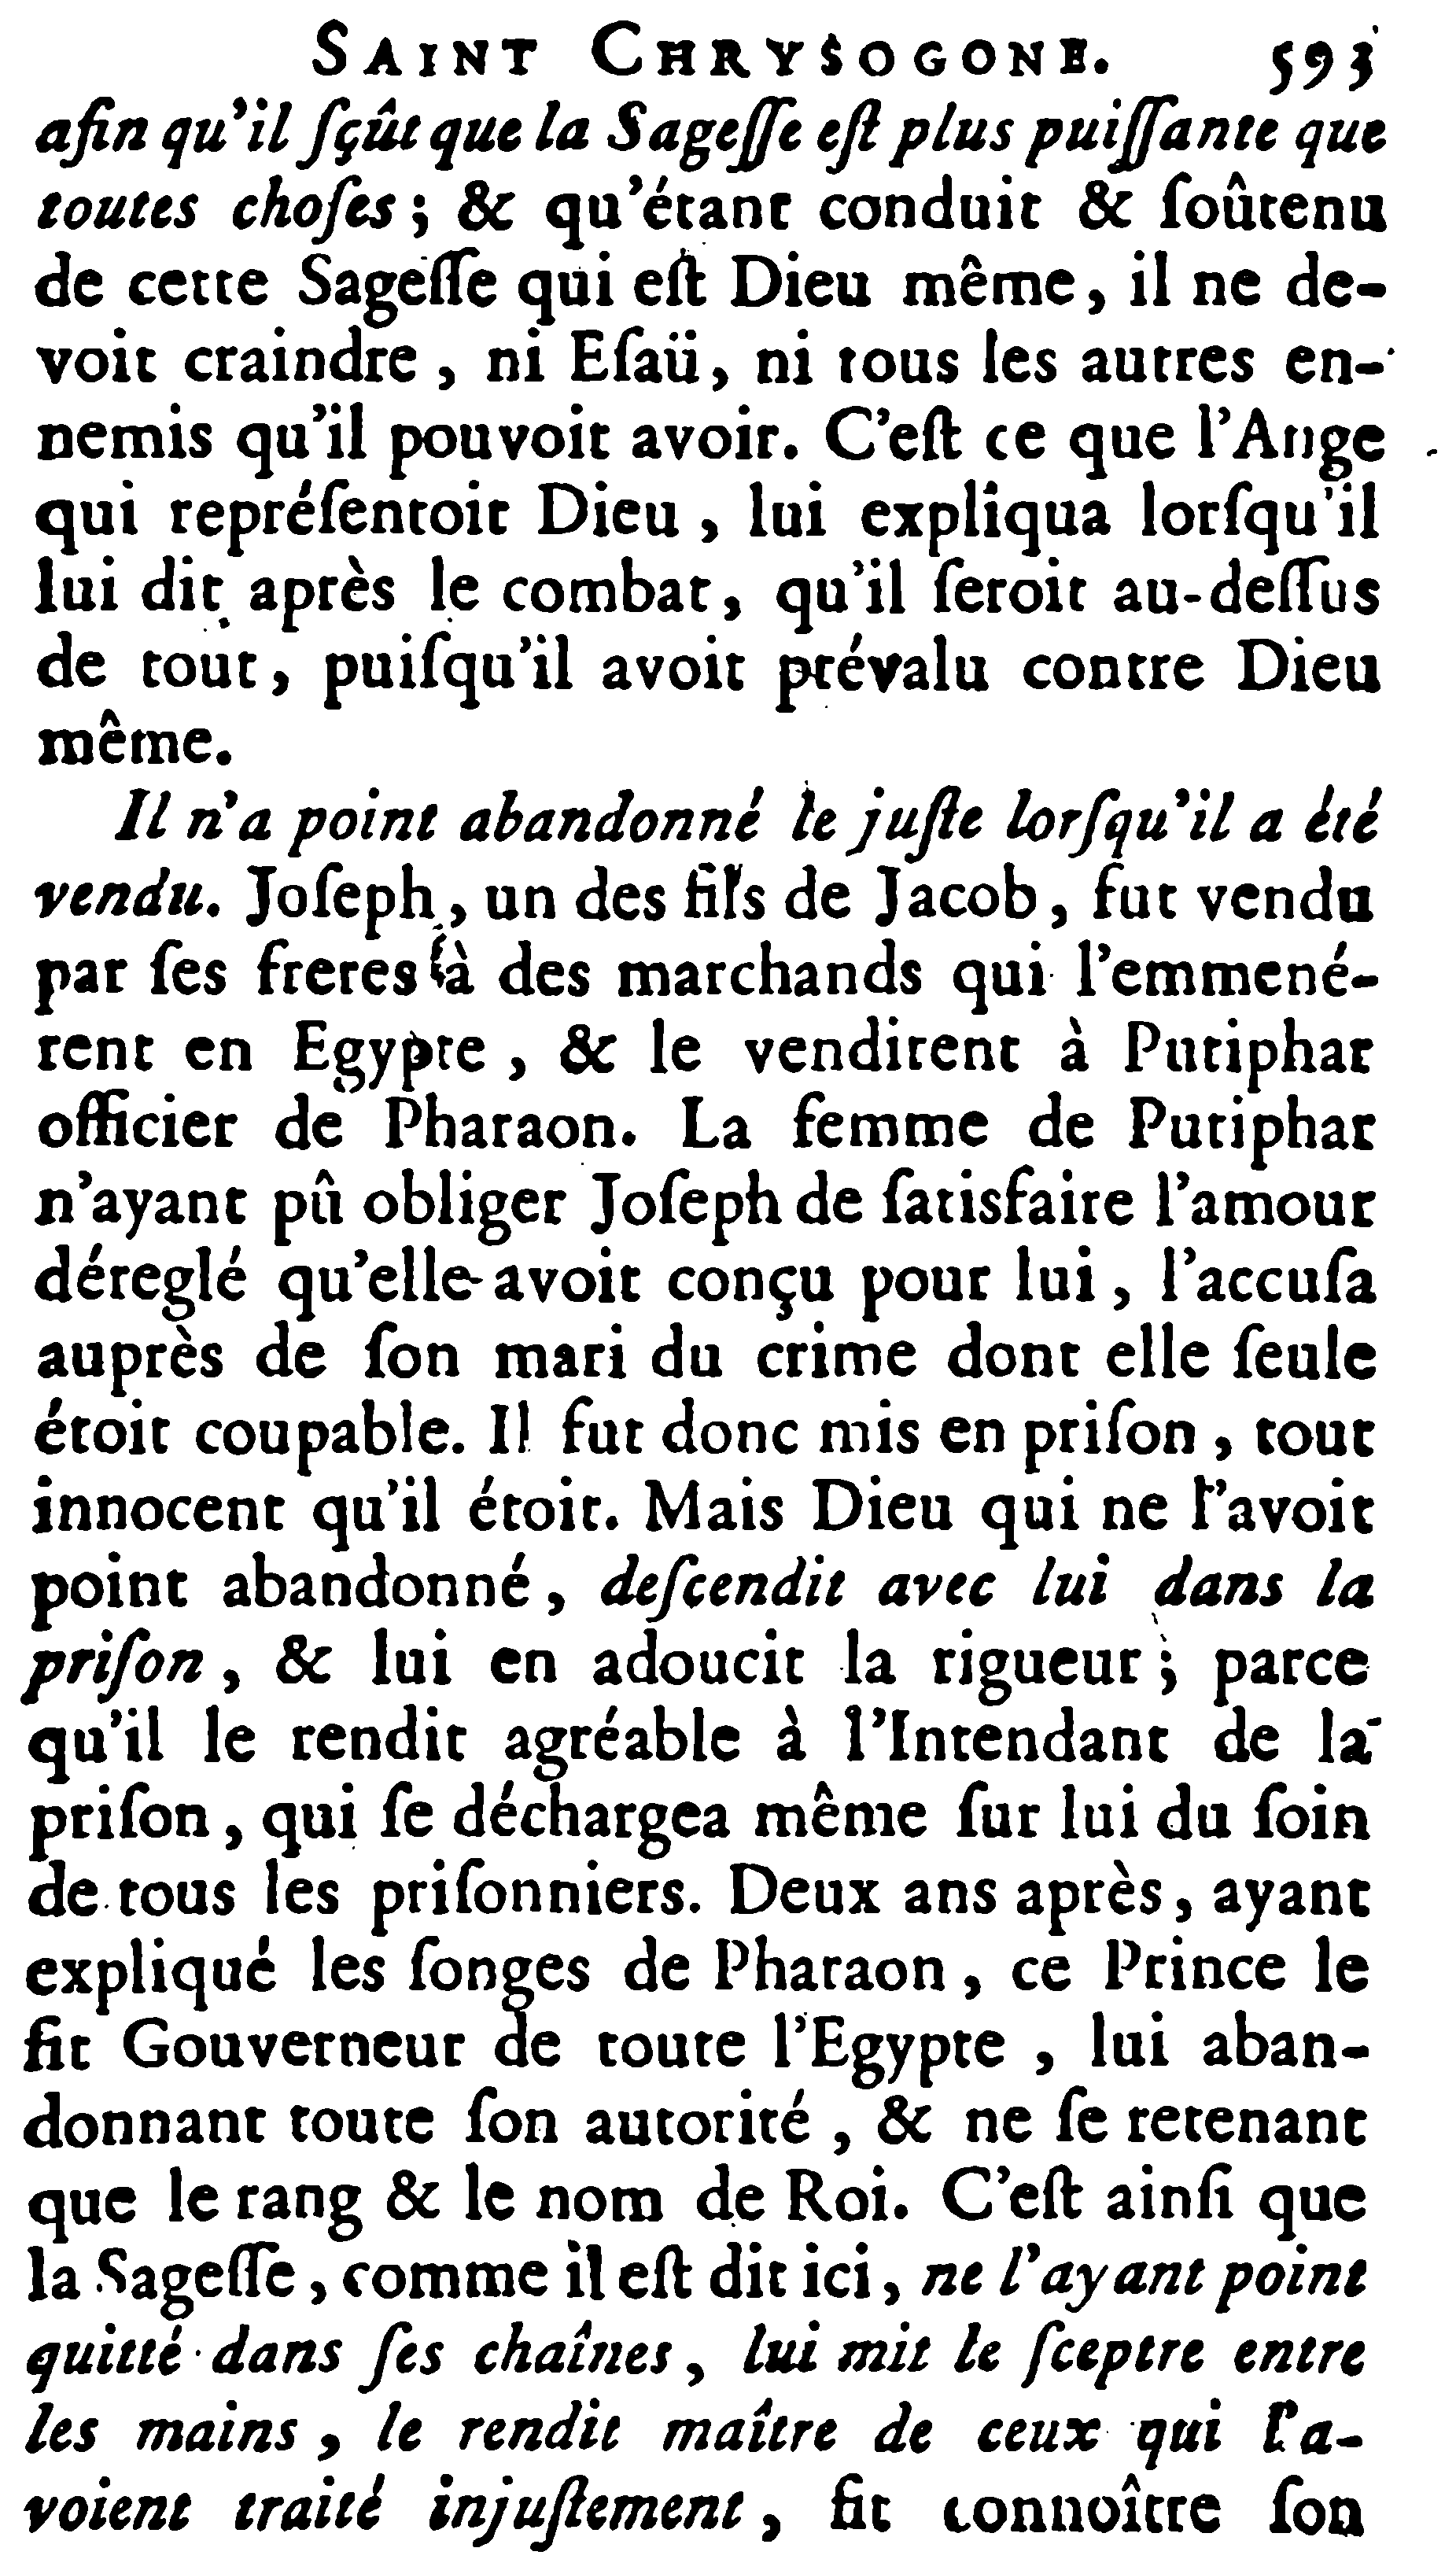 SAINT CHRYSOGONE. 593
afin qu'il ſçût que la Sageſſe eſt plus puiſſante que
toutes choſes ; & qu'étant conduit & ſoûtenu
de cette Sageſſe qui eſt Dieu même, il ne de-
voit craindre , ni Eſaü, ni tous les autres en-
nemis qu'il pouvoit avoir. C'eſt ce que l'Ange
qui repréſentoit Dieu , lui expliqua lorſqu'il
lui dit après le combat, qu'il ſeroit au-deſſus
de tout, puiſqu'il avoit prévalu contre Dieu
même.
Il n'a point abandonné le juſte lorſqu'il a été
vendu. Joſeph, un des fils de Jacob, fut vendu
par ſes freres à des marchands qui l'emmené-
rent en Egypte , & le vendirent à Putiphar
officier de Pharaon. La femme de Putiphar
n'ayant pû obliger Joſeph de ſatisfaire l'amour
déreglé qu'elle avoit conçu pour lui , l'accuſa
auprès de ſon mari du crime dont elle ſeule
étoit coupable. Il fut donc mis en priſon , tout
innocent qu'il étoit. Mais Dieu qui ne l'avoit
point abandonné, deſcendit avec lui dans la
priſon , & lui en adoucit la rigueur ; parce
qu'il le rendit agréable à l'Intendant de la
priſon, qui ſe déchargea même ſur lui du ſoin
de tous les priſonniers. Deux ans après, ayant
expliqué les ſonges de Pharaon , ce Prince le
fit Gouverneur de toute l'Egypte , lui aban-
donnant toute ſon autorité , & ne ſe retenant
que le rang & le nom de Roi. C'eſt ainſi que
la Sageſſe, comme il eſt dit ici, ne l'ayant point
quitté dans ſes chaînes, lui mit le ſceptre entre
les mains , le rendit maître de ceux qui l'a-
voient traité injuſtement, fit connoître ſon